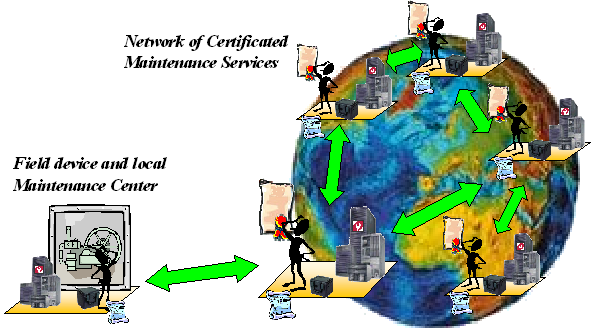 Network of Certificated
Maintenance Services
Field device and local
Maintenance Center